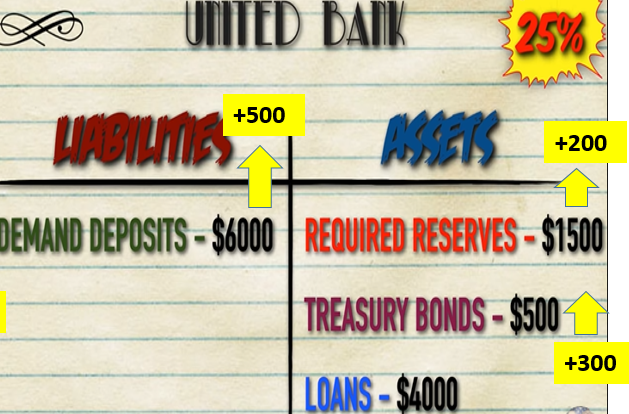 UNITED BANK
25%
LIABILITIES
+500
ASSETS
+200
DEMAND DEPOSITS - $6000
REQUIRED RESERVES - $1500
TREASURY BONDS - $500
+300
LOANS - $4000